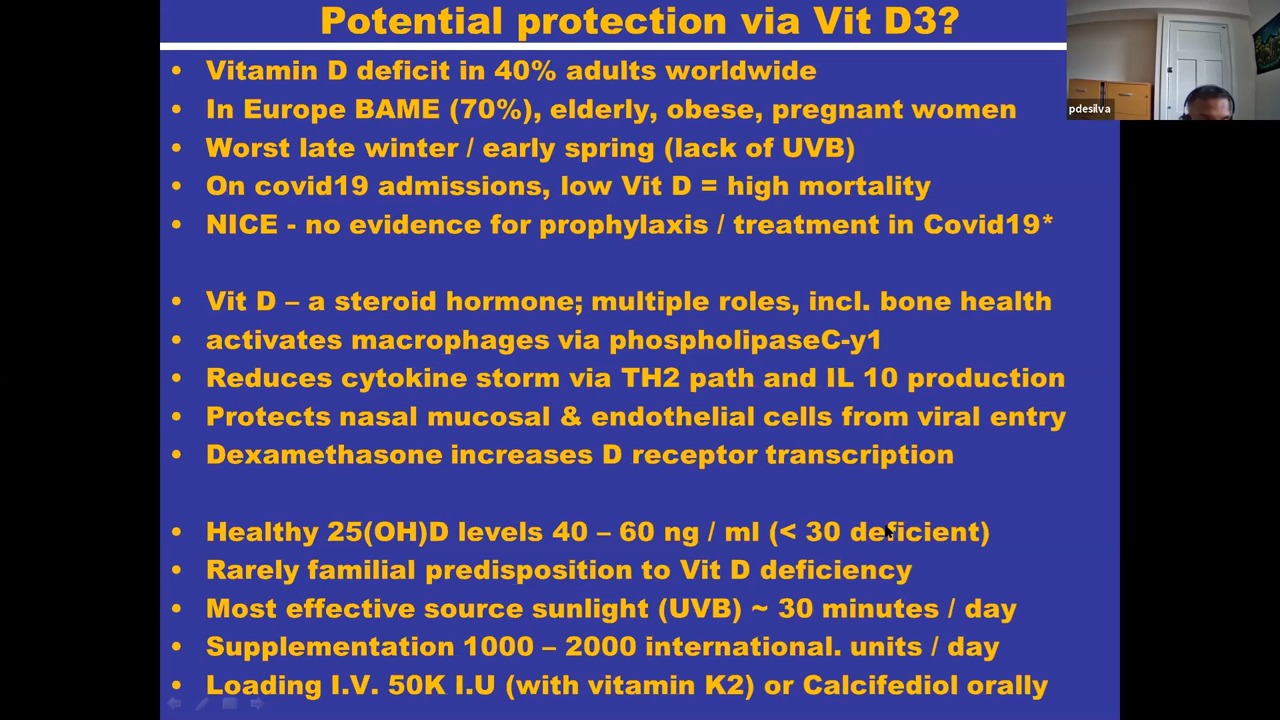 Potential protection via Vit D3?
pdesilva
• Vitamin D deficit in 40% adults worldwide
• In Europe BAME (70%), elderly, obese, pregnant women
• Worst late winter / early spring (lack of UVB)
• On covid19 admissions, low Vit D = high mortality
• NICE - no evidence for prophylaxis / treatment in Covid19*
• Vit D – a steroid hormone; multiple roles, incl. bone health
• activates macrophages via phospholipaseC-y1
• Reduces cytokine storm via TH2 path and IL 10 production
• Protects nasal mucosal & endothelial cells from viral entry
• Dexamethasone increases D receptor transcription
• Healthy 25(OH)D levels 40 – 60 ng / ml (< 30 deficient)
• Rarely familial predisposition to Vit D deficiency
• Most effective source sunlight (UVB) ~ 30 minutes / day
• Supplementation 1000 – 2000 international. units / day
• Loading I.V. 50K I.U (with vitamin K2) or Calcifediol orally